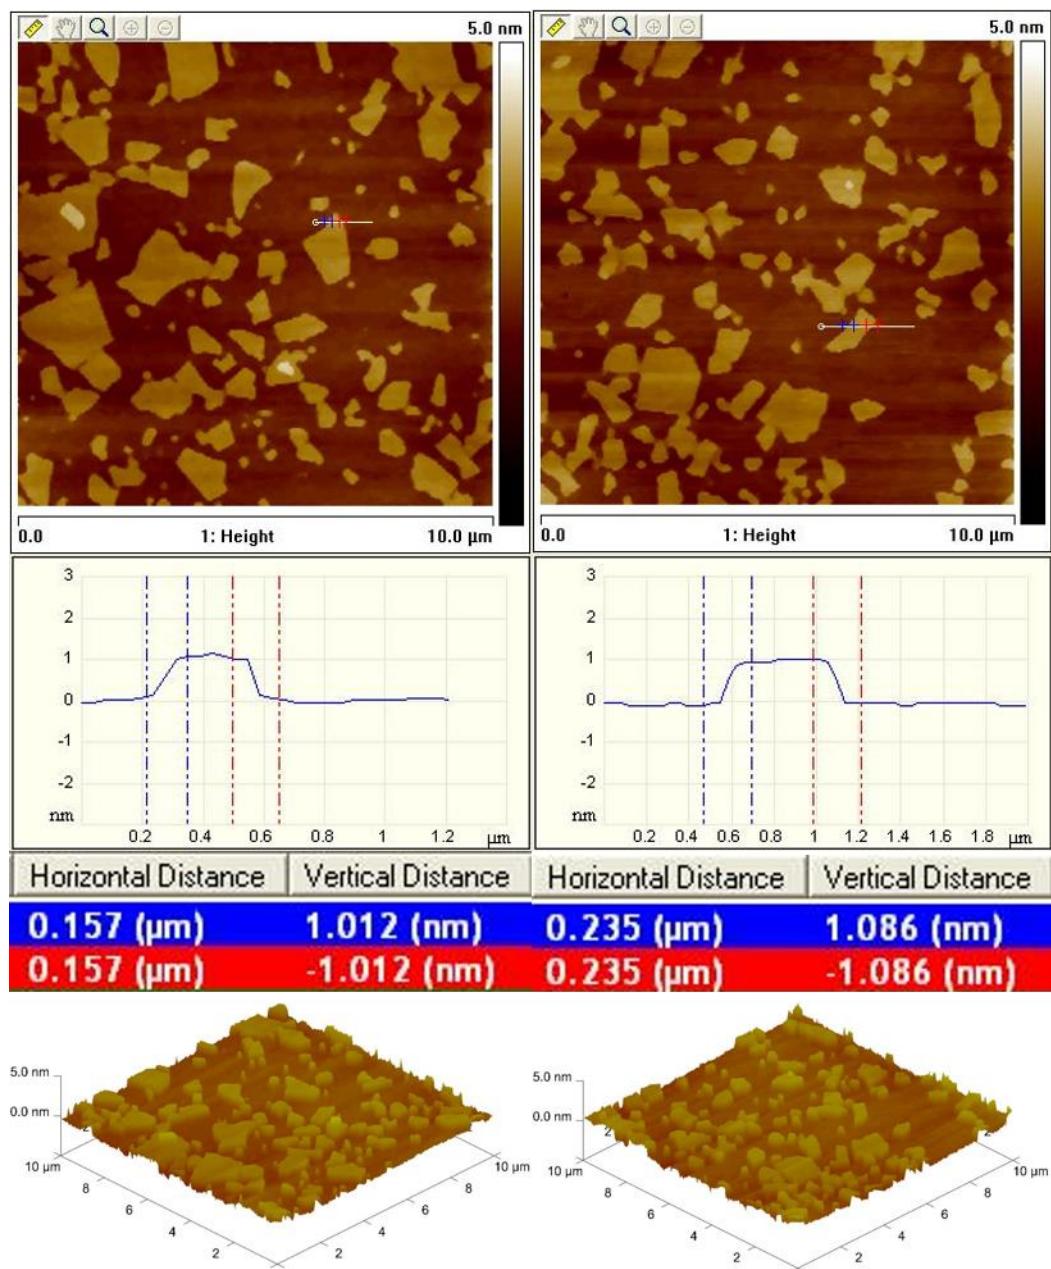 5.0 nm
0.0 1: Height 10.0 µm
3
2
1
0
-1
-2
nm
0.2 0.4 0.6 0.8 1 1.2 µm
Horizontal Distance Vertical Distance
0.157 (µm) 1.012 (nm)
0.157 (µm) -1.012 (nm)
5.0 nm
0.0 nm
2
10 µm
8
6
4
2
2
4
6
8
10 µm
2
5.0 nm
0.0 1: Height 10.0 µm
3
2
1
0
-1
-2
nm
0.2 0.4 0.6 0.8 1 1.2 1.4 1.6 1.8 µm
Horizontal Distance Vertical Distance
0.235 (µm) 1.086 (nm)
0.235 (µm) -1.086 (nm)
5.0 nm
0.0 nm
2
10 µm
8
6
4
2
2
4
6
8
10 µm
2